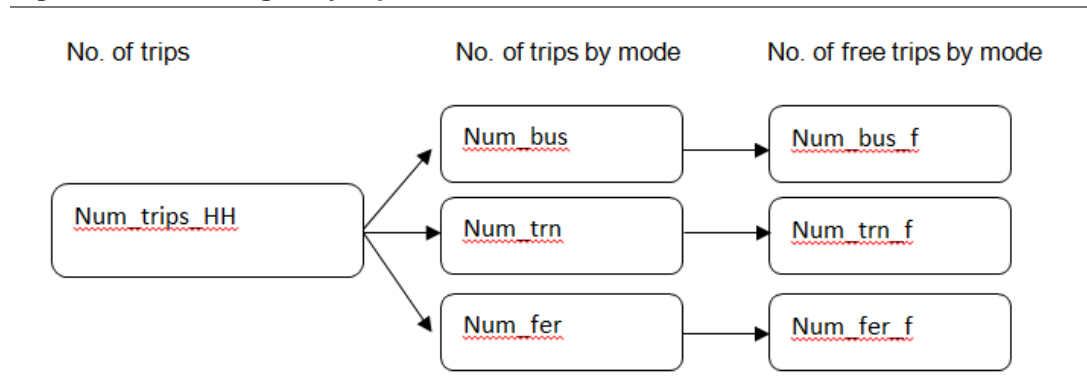 No. of trips
No. of trips by mode
No. of free trips by mode
Num_trips_HH
Num_bus
Num_bus_f
Num_trn
Num_trn_f
Num_fer
Num_fer_f